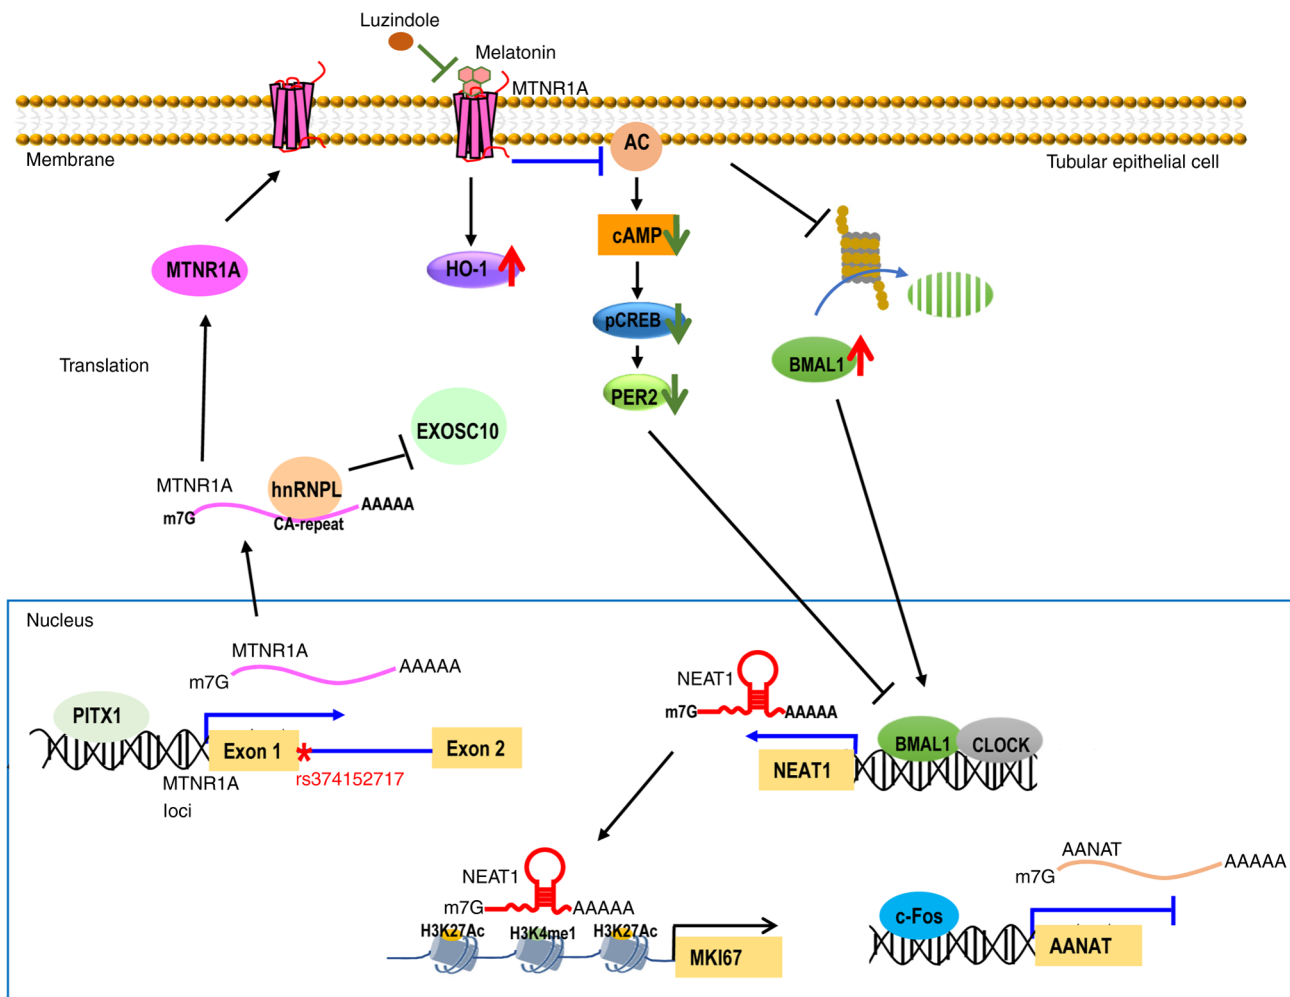 Luzindole
Melatonin
MTNR1A
AC
Membrane
Tubular epithelial cell
cAMP
MTNR1A
HO-1
pCREB
Translation
BMAL1
PER2
EXOSC10
MTNR1A
hnRNPL
m7G
AAAAA
CA-repeat
Nucleus
MTNR1A
AAAAA
m7G
NEAT1
m7G
AAAAA
PITX1
Exon 1
Exon 2
BMAL1
CLOCK
NEAT1
rs374152717
MTNR1A
loci
AANAT
AAAAA
m7G
NEAT1
m7G
AAAAA
c-Fos
H3K27Ac
H3K4me1
H3K27Ac
MKI67
AANAT